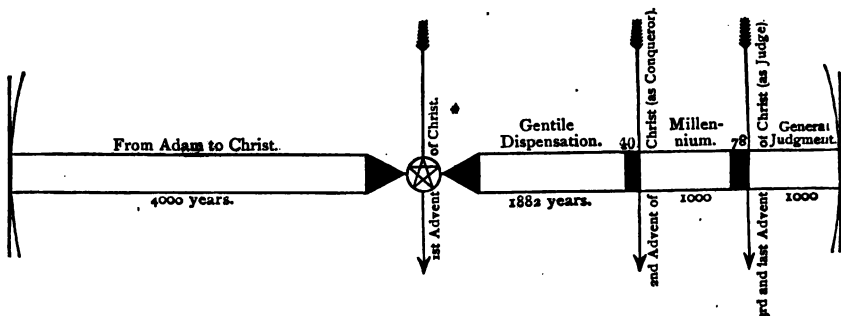 From Adam to Christ.
4000 years.
1st Advent of Christ.
Gentile
Dispensation.
1882 years.
40
2nd Advent of Christ (as Conqueror).
Millen-
nium.
1000
78
rd and last Advent of Christ (as Judge).
General
Judgment.
1000